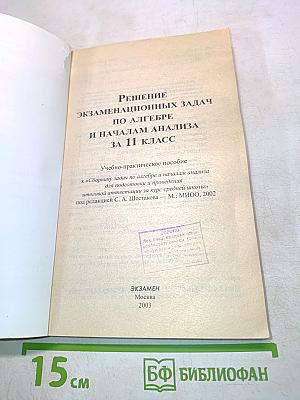 РЕШЕНИЕ
ЭКЗАМЕНАЦИОННЫХ ЗАДАЧ
ПО АЛГЕБРЕ
И НАЧАЛАМ АНАЛИЗА
ЗА 11 КЛАСС
Учебно-практическое пособие
к «Сборнику задач по алгебре и началам анализа
для подготовки и проведения
итоговой аттестации за курс средней школы»
под редакцией С. А. Шестакова — М.: МИОО, 2002
ЭКЗАМЕН
Москва
2003
15 см
БФ БИБЛИОФАН